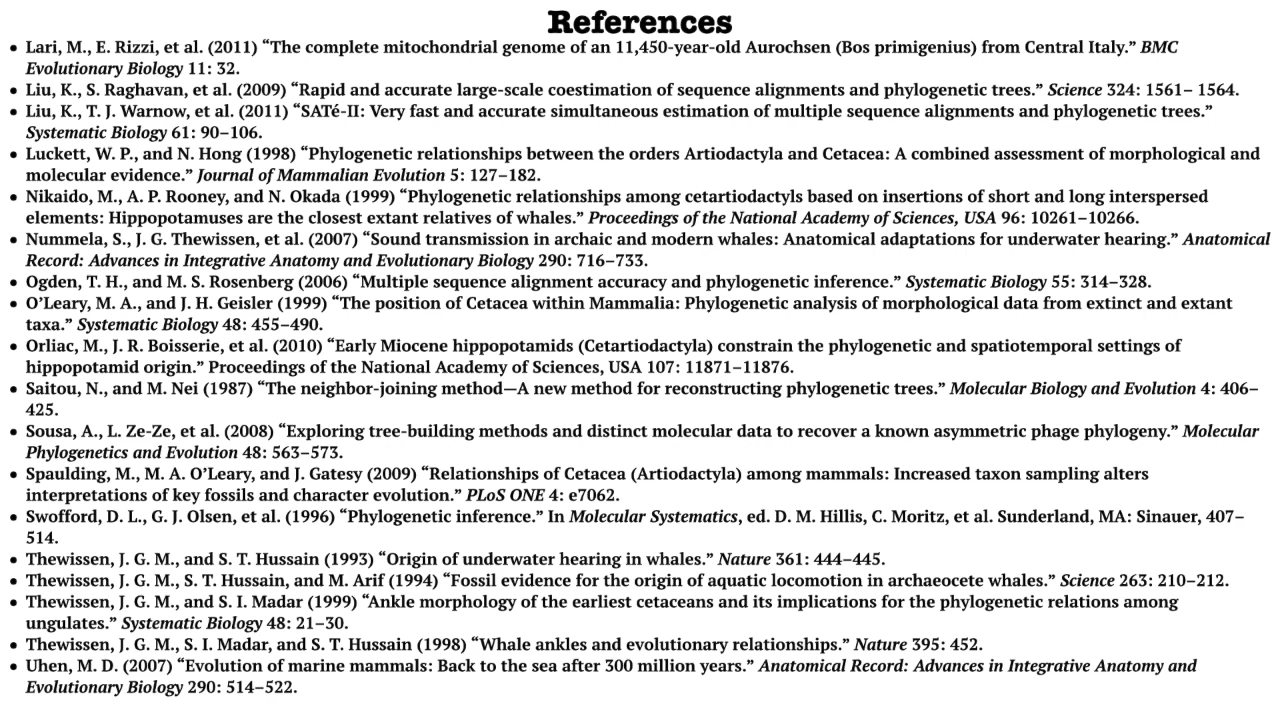 References
• Lari, M., E. Rizzi, et al. (2011) “The complete mitochondrial genome of an 11,450-year-old Aurochsen (Bos primigenius) from Central Italy.” BMC
Evolutionary Biology 11: 32.
• Liu, K., S. Raghavan, et al. (2009) “Rapid and accurate large-scale coestimation of sequence alignments and phylogenetic trees.” Science 324: 1561– 1564.
• Liu, K., T. J. Warnow, et al. (2011) “SATé-II: Very fast and accurate simultaneous estimation of multiple sequence alignments and phylogenetic trees.”
Systematic Biology 61: 90–106.
• Luckett, W. P., and N. Hong (1998) “Phylogenetic relationships between the orders Artiodactyla and Cetacea: A combined assessment of morphological and
molecular evidence.” Journal of Mammalian Evolution 5: 127–182.
• Nikaido, M., A. P. Rooney, and N. Okada (1999) “Phylogenetic relationships among cetartiodactyls based on insertions of short and long interspersed
elements: Hippopotamuses are the closest extant relatives of whales.” Proceedings of the National Academy of Sciences, USA 96: 10261–10266.
• Nummela, S., J. G. Thewissen, et al. (2007) “Sound transmission in archaic and modern whales: Anatomical adaptations for underwater hearing.” Anatomical
Record: Advances in Integrative Anatomy and Evolutionary Biology 290: 716–733.
• Ogden, T. H., and M. S. Rosenberg (2006) “Multiple sequence alignment accuracy and phylogenetic inference.” Systematic Biology 55: 314–328.
• O’Leary, M. A., and J. H. Geisler (1999) “The position of Cetacea within Mammalia: Phylogenetic analysis of morphological data from extinct and extant
taxa.” Systematic Biology 48: 455–490.
• Orliac, M., J. R. Boisserie, et al. (2010) “Early Miocene hippopotamids (Cetartiodactyla) constrain the phylogenetic and spatiotemporal settings of
hippopotamid origin.” Proceedings of the National Academy of Sciences, USA 107: 11871–11876.
• Saitou, N., and M. Nei (1987) “The neighbor-joining method—A new method for reconstructing phylogenetic trees.” Molecular Biology and Evolution 4: 406–
425.
• Sousa, A., L. Ze-Ze, et al. (2008) “Exploring tree-building methods and distinct molecular data to recover a known asymmetric phage phylogeny.” Molecular
Phylogenetics and Evolution 48: 563–573.
• Spaulding, M., M. A. O’Leary, and J. Gatesy (2009) “Relationships of Cetacea (Artiodactyla) among mammals: Increased taxon sampling alters
interpretations of key fossils and character evolution.” PLoS ONE 4: e7062.
• Swofford, D. L., G. J. Olsen, et al. (1996) “Phylogenetic inference.” In Molecular Systematics, ed. D. M. Hillis, C. Moritz, et al. Sunderland, MA: Sinauer, 407–
514.
• Thewissen, J. G. M., and S. T. Hussain (1993) “Origin of underwater hearing in whales.” Nature 361: 444–445.
• Thewissen, J. G. M., S. T. Hussain, and M. Arif (1994) “Fossil evidence for the origin of aquatic locomotion in archaeocete whales.” Science 263: 210–212.
• Thewissen, J. G. M., and S. I. Madar (1999) “Ankle morphology of the earliest cetaceans and its implications for the phylogenetic relations among
ungulates.” Systematic Biology 48: 21–30.
• Thewissen, J. G. M., S. I. Madar, and S. T. Hussain (1998) “Whale ankles and evolutionary relationships.” Nature 395: 452.
• Uhen, M. D. (2007) “Evolution of marine mammals: Back to the sea after 300 million years.” Anatomical Record: Advances in Integrative Anatomy and
Evolutionary Biology 290: 514–522.